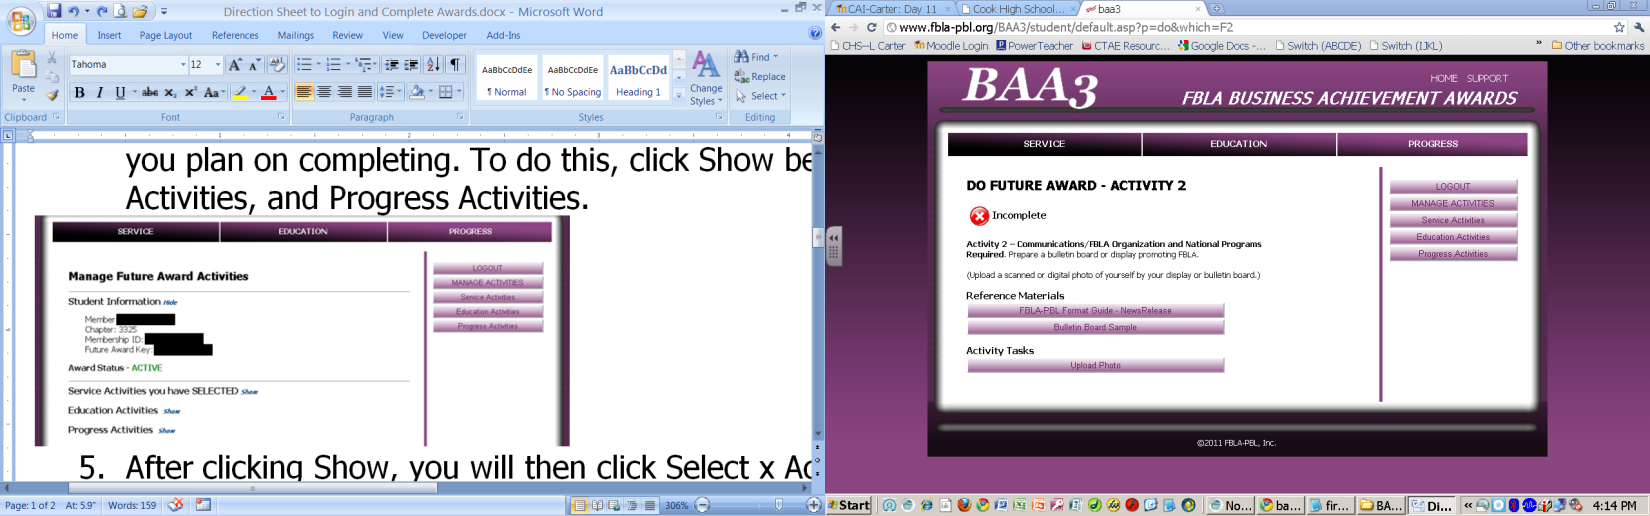 Direction Sheet to Login and Complete Awards.docx - Microsoft Word
Home Insert Page Layout References Mailings Review View Developer Add-Ins
Tahoma 12
Paste
AaBbCcDdEe AaBbCcDdEe AaBbCcDd
¶ Normal ¶ No Spacing Heading 1
Change Styles
Find
Replace
Select
Clipboard Font Paragraph Styles Editing
you plan on completing. To do this, click Show be
Activities, and Progress Activities.
SERVICE EDUCATION PROGRESS
Manage Future Award Activities
Student Information Hide
Member
Chapter: 3325
Membership ID:
Future Award Key:
Award Status - ACTIVE
Service Activities you have SELECTED Show
Education Activities Show
Progress Activities Show
LOGOUT
MANAGE ACTIVITIES
Service Activities
Education Activities
Progress Activities
5. After clicking Show, you will then click Select x Ac
Page: 1 of 2 At: 5.9" Words: 159 306%
CAI-Carter: Day 11 Cook High School... baa3
www.fbla-pbl.org/BAA3/student/default.asp?p=do&which=F2
CHS--L Carter Moodle Login PowerTeacher CTAE Resourc... Google Docs -... Switch (ABCDE) Switch (IJKL) » Other bookmarks
BAA3
HOME SUPPORT
FBLA BUSINESS ACHIEVEMENT AWARDS
SERVICE EDUCATION PROGRESS
DO FUTURE AWARD - ACTIVITY 2
Incomplete
Activity 2 – Communications/FBLA Organization and National Programs
Required. Prepare a bulletin board or display promoting FBLA.
(Upload a scanned or digital photo of yourself by your display or bulletin board.)
Reference Materials
FBLA-PBL Format Guide - NewsRelease
Bulletin Board Sample
Activity Tasks
Upload Photo
LOGOUT
MANAGE ACTIVITIES
Service Activities
Education Activities
Progress Activities
©2011 FBLA-PBL, Inc.
Start No... ba... fir... BA... Di... « 4:14 PM